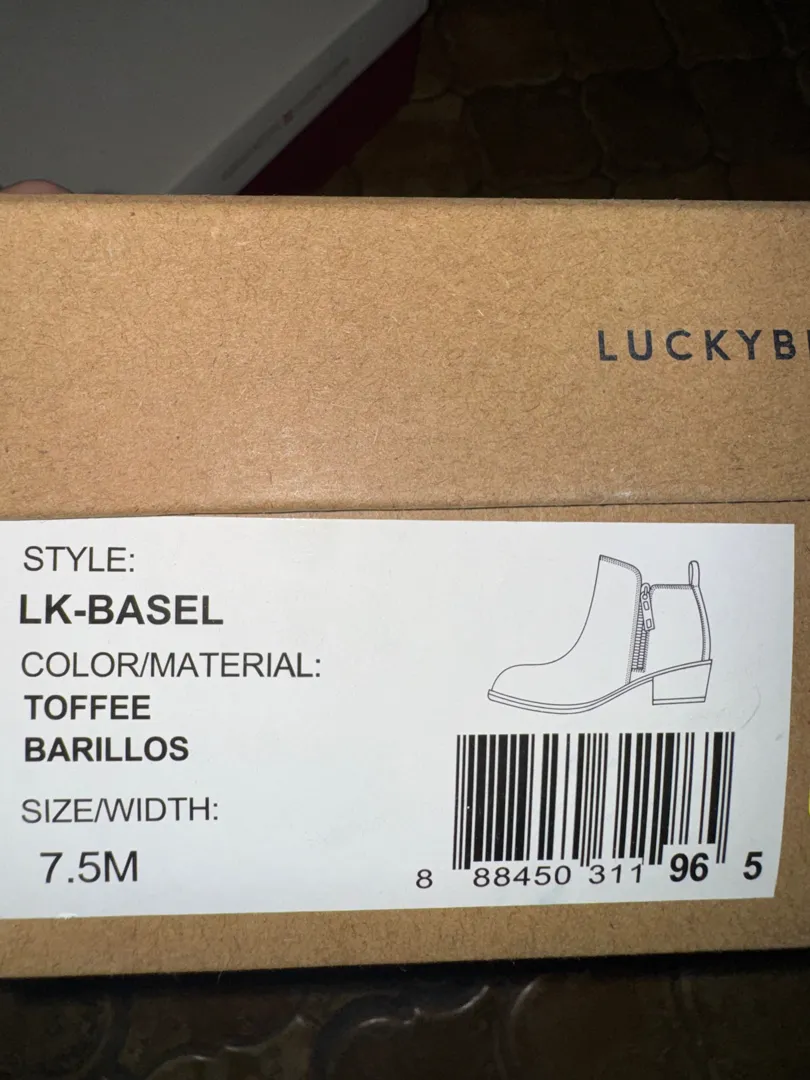 LUCKYB
STYLE:
LK-BASEL
COLOR/MATERIAL:
TOFFEE
BARILLOS
SIZE/WIDTH:
7.5M
8 88450 311 96 5